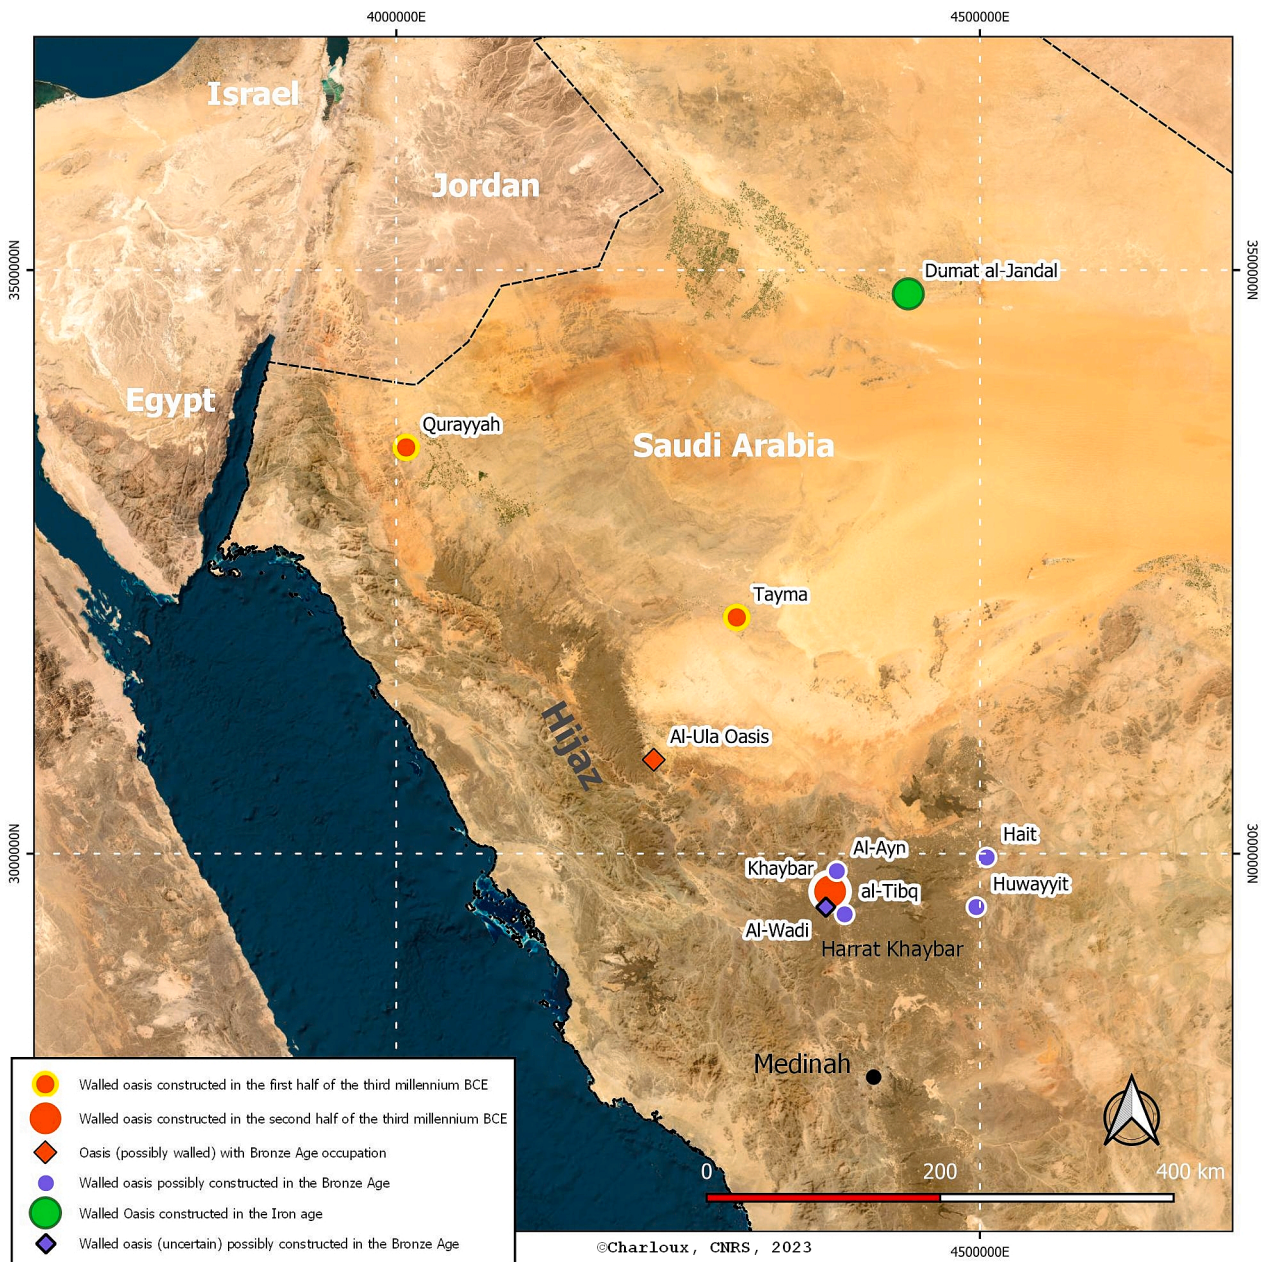 4000000E
4500000E
Israel
Jordan
3500000N
3500000N
Dumat al-Jandal
Egypt
Qurayyah
Saudi Arabia
Tayma
Hijaz
Al-Ula Oasis
3000000N
3000000N
Hait
Al-Ayn
Khaybar
al-Tibq
Huwayyit
Al-Wadi
Harrat Khaybar
Medinah
Walled oasis constructed in the first half of the third millennium BCE
Walled oasis constructed in the second half of the third millennium BCE
Oasis (possibly walled) with Bronze Age occupation
Walled oasis possibly constructed in the Bronze Age
Walled Oasis constructed in the Iron age
Walled oasis (uncertain) possibly constructed in the Bronze Age
0 200 400 km
©Charloux, CNRS, 2023
4500000E